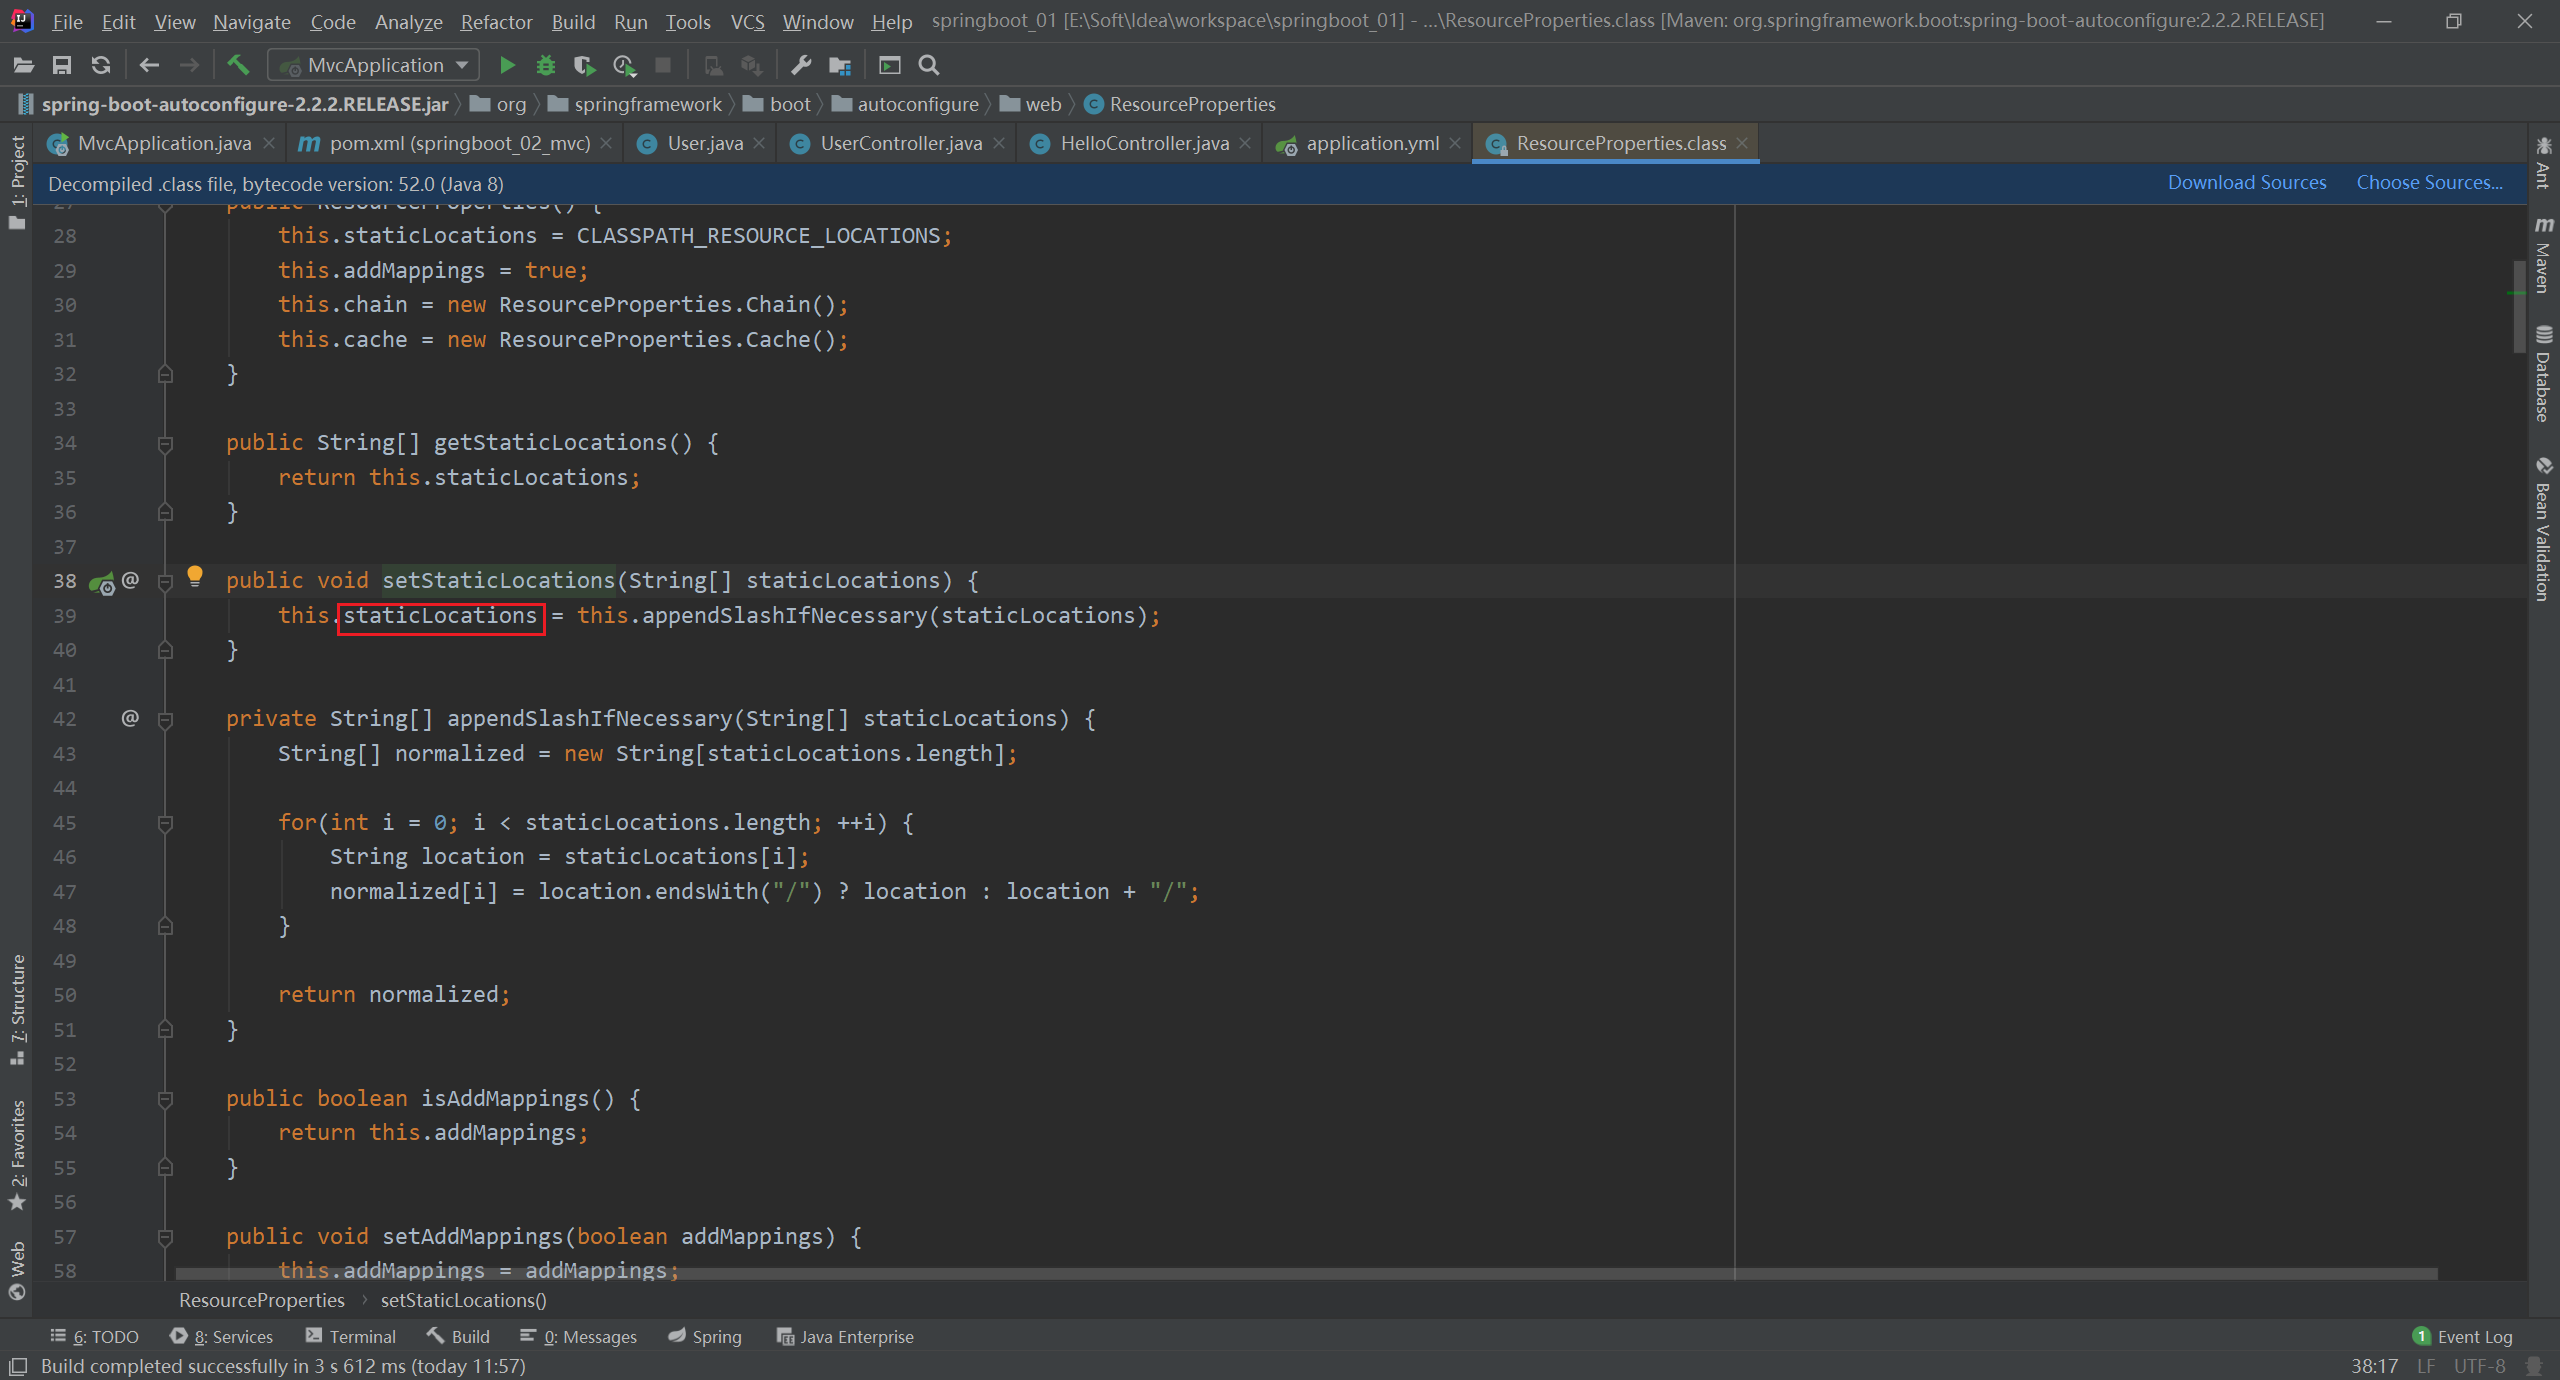 File Edit View Navigate Code Analyze Refactor Build Run Tools VCS Window Help springboot_01 [E:\Soft\Idea\workspace\springboot_01] - ...\ResourceProperties.class [Maven: org.springframework.boot:spring-boot-autoconfigure:2.2.2.RELEASE]
MvcApplication
spring-boot-autoconfigure-2.2.2.RELEASE.jar org springframework boot autoconfigure web ResourceProperties
MvcApplication.java pom.xml (springboot_02_mvc) User.java UserController.java HelloController.java application.yml ResourceProperties.class
Decompiled .class file, bytecode version: 52.0 (Java 8) Download Sources Choose Sources...
27 public ResourceProperties() {
28 this.staticLocations = CLASSPATH_RESOURCE_LOCATIONS;
29 this.addMappings = true;
30 this.chain = new ResourceProperties.Chain();
31 this.cache = new ResourceProperties.Cache();
32 }
33
34 public String[] getStaticLocations() {
35 return this.staticLocations;
36 }
37
38 @ public void setStaticLocations(String[] staticLocations) {
39 this.staticLocations = this.appendSlashIfNecessary(staticLocations);
40 }
41
42 @ private String[] appendSlashIfNecessary(String[] staticLocations) {
43 String[] normalized = new String[staticLocations.length];
44
45 for(int i = 0; i < staticLocations.length; ++i) {
46 String location = staticLocations[i];
47 normalized[i] = location.endsWith("/") ? location : location + "/";
48 }
49
50 return normalized;
51 }
52
53 public boolean isAddMappings() {
54 return this.addMappings;
55 }
56
57 public void setAddMappings(boolean addMappings) {
58 this.addMappings = addMappings;
ResourceProperties › setStaticLocations()
1: Project
7: Structure
2: Favorites
Web
Ant
Maven
Database
Bean Validation
6: TODO 8: Services Terminal Build 0: Messages Spring Java Enterprise 1 Event Log
Build completed successfully in 3 s 612 ms (today 11:57) 38:17 LF UTF-8